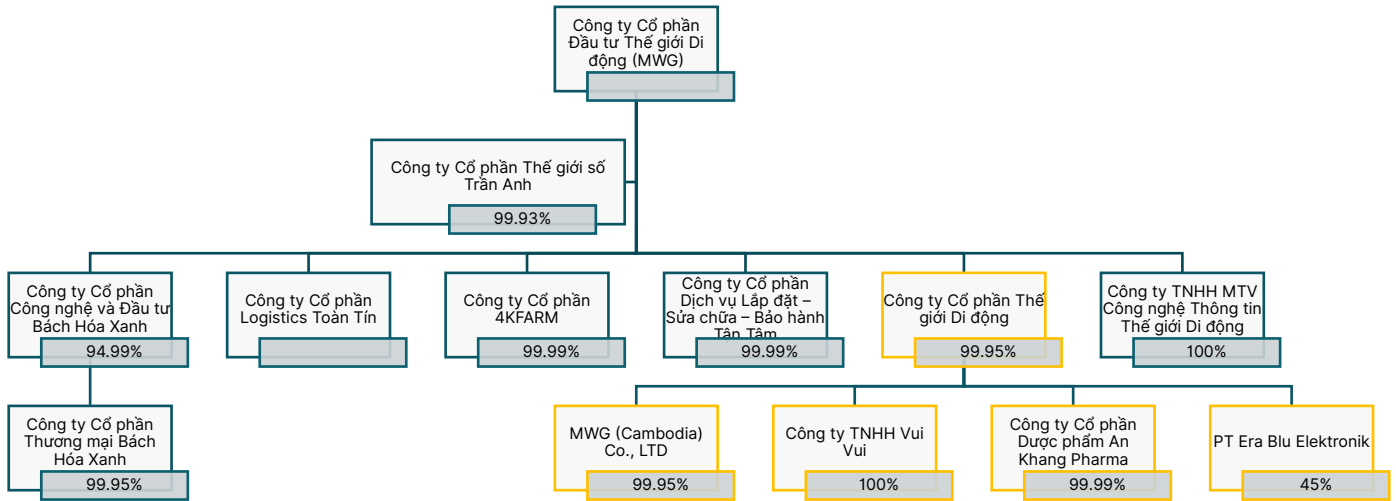 Công ty Cổ phần
Đầu tư Thế giới Di
động (MWG)
Công ty Cổ phần Thế giới số
Trần Anh
99.93%
Công ty Cổ phần
Công nghệ và Đầu tư
Bách Hóa Xanh
94.99%
Công ty Cổ phần
Logistics Toàn Tín
Công ty Cổ phần
4KFARM
99.99%
Công ty Cổ phần
Dịch vụ Lắp đặt –
Sửa chữa – Bảo hành
Tận Tâm
99.99%
Công ty Cổ phần Thế
giới Di động
99.95%
Công ty TNHH MTV
Công nghệ Thông tin
Thế giới Di động
100%
Công ty Cổ phần
Thương mại Bách
Hóa Xanh
99.95%
MWG (Cambodia)
Co., LTD
99.95%
Công ty TNHH Vui
Vui
100%
Công ty Cổ phần
Dược phẩm An
Khang Pharma
99.99%
PT Era Blu Elektronik
45%